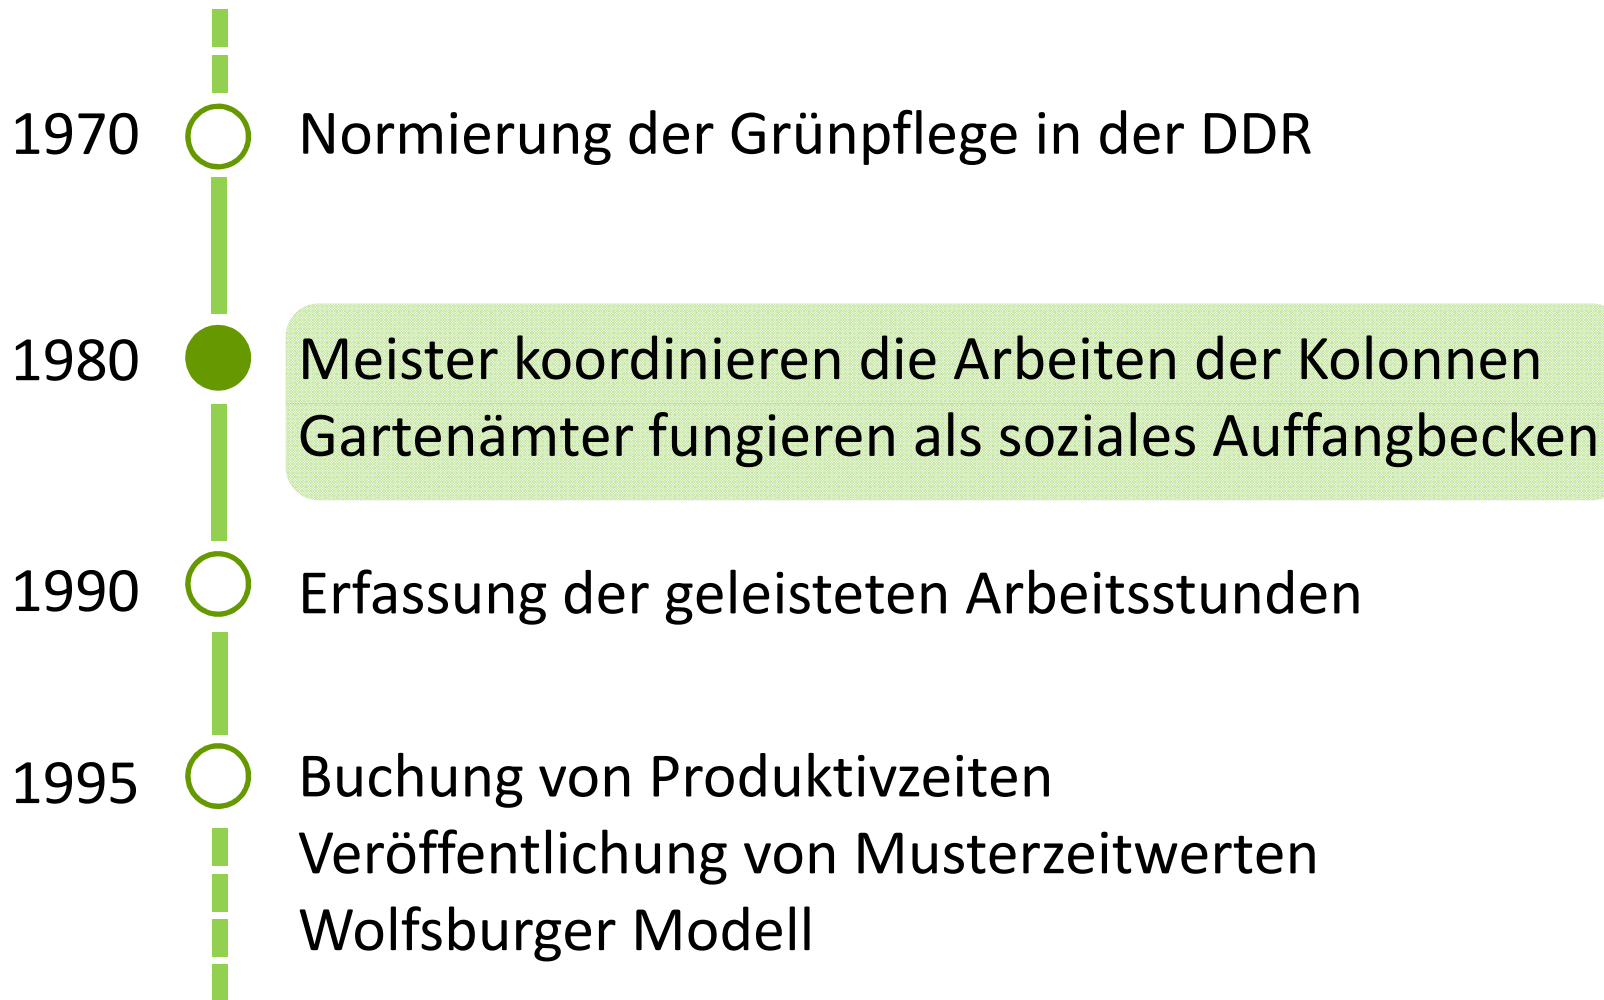 1970 Normierung der Grünpflege in der DDR
1980 Meister koordinieren die Arbeiten der Kolonnen
Gartenämter fungieren als soziales Auffangbecken
1990 Erfassung der geleisteten Arbeitsstunden
1995 Buchung von Produktivzeiten
Veröffentlichung von Musterzeitwerten
Wolfsburger Modell